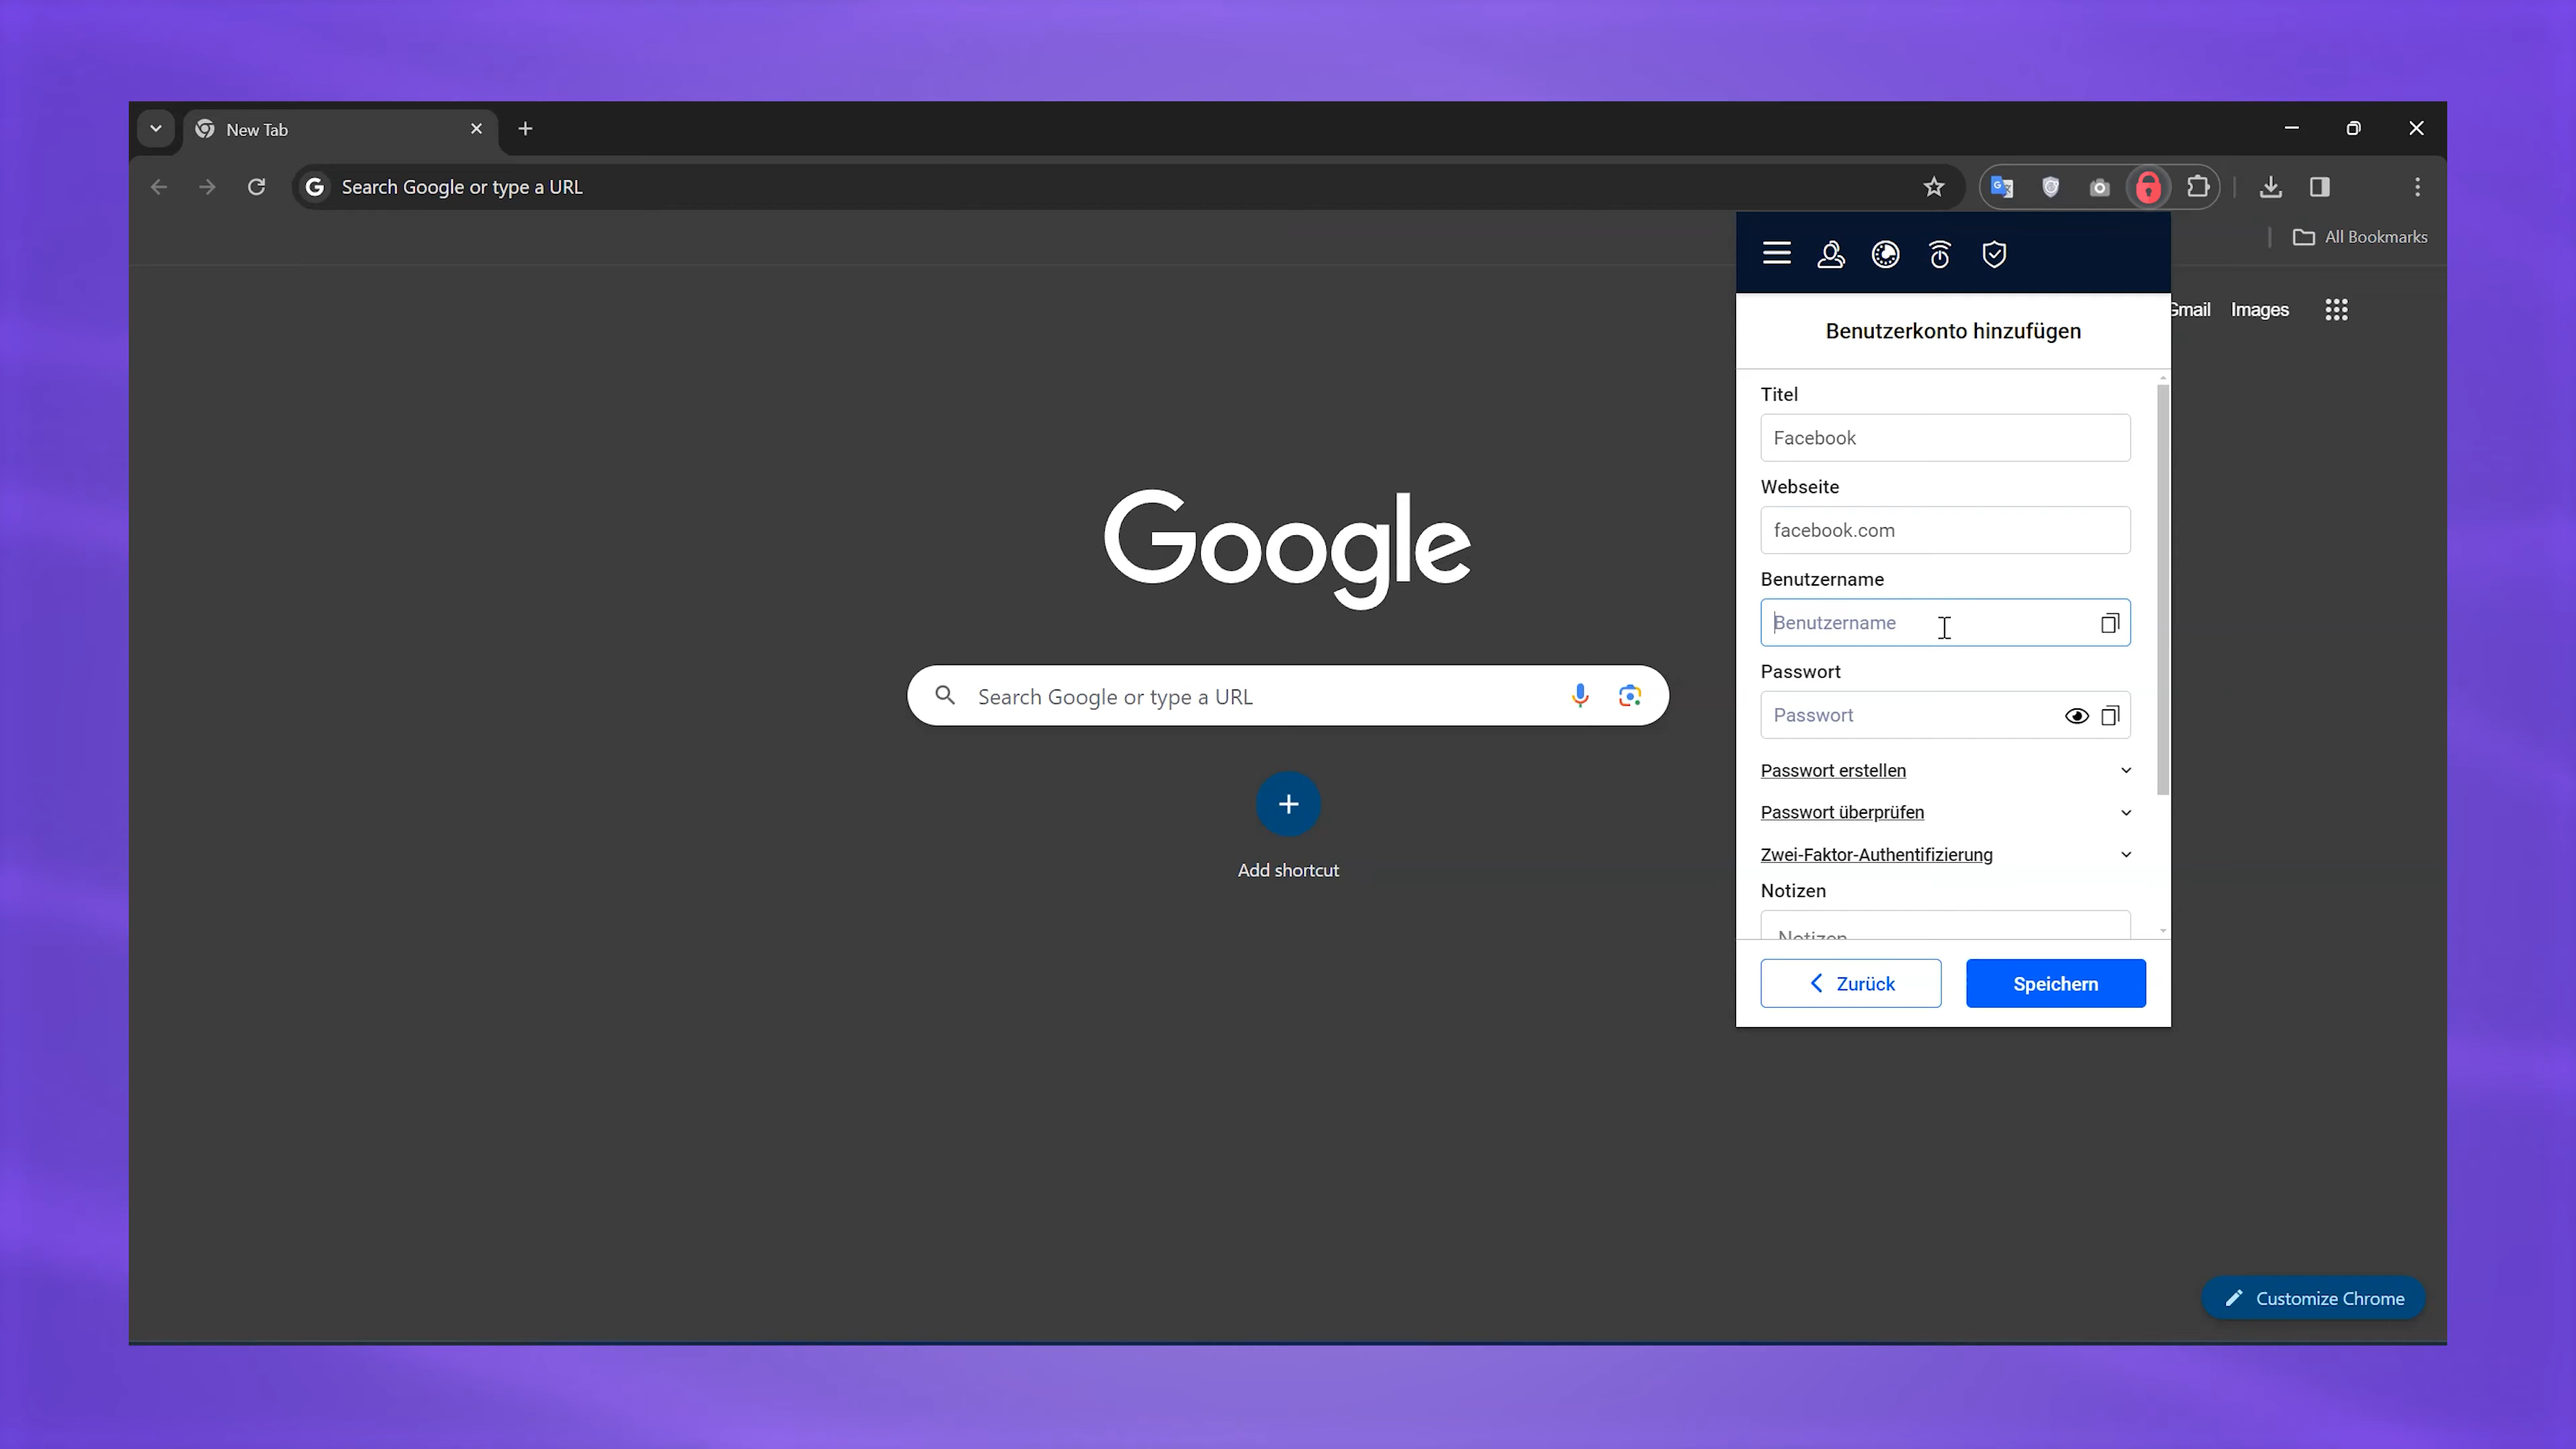 New Tab
Search Google or type a URL
All Bookmarks
Gmail Images
Benutzerkonto hinzufügen
Titel
Facebook
Webseite
facebook.com
Benutzername
Benutzername
Passwort
Passwort
Passwort erstellen
Passwort überprüfen
Zwei-Faktor-Authentifizierung
Notizen
Notizen
Zurück
Speichern
Google
Search Google or type a URL
Add shortcut
Customize Chrome